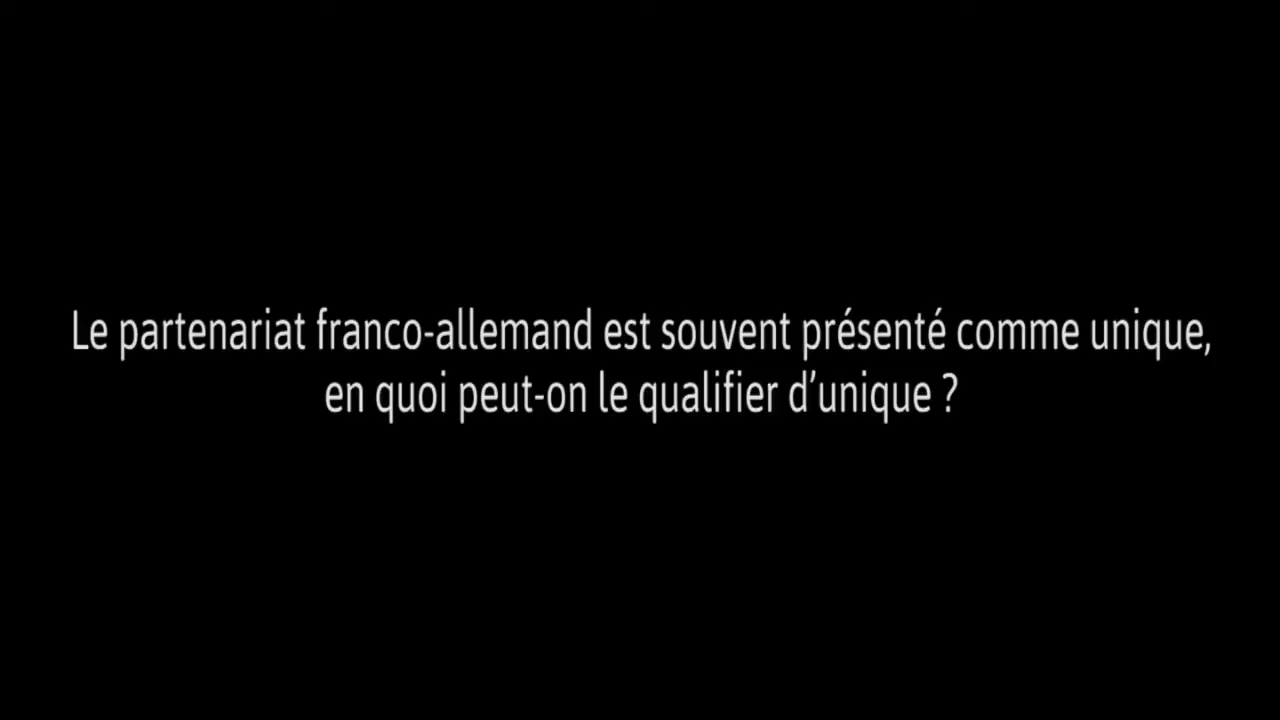 Le partenariat franco-allemand est souvent présenté comme unique,
en quoi peut-on le qualifier d’unique ?